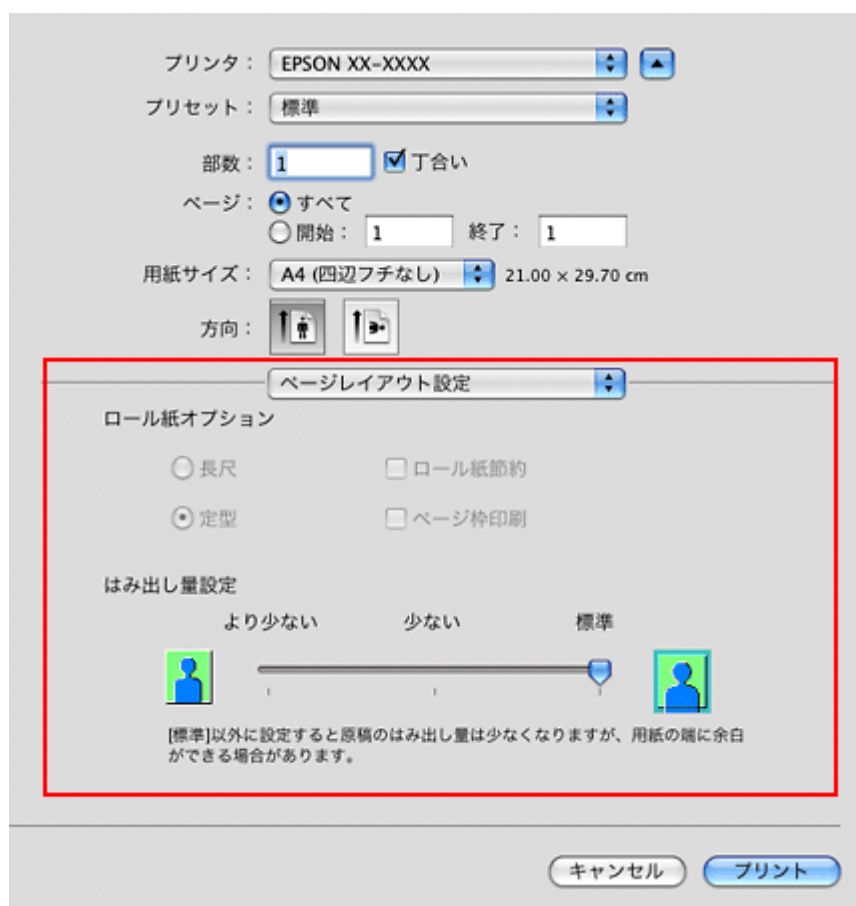 プリンタ： EPSON XX-XXXX
プリセット： 標準
部数： 1 丁合い
ページ： すべて
開始： 1 終了： 1
用紙サイズ： A4 (四辺フチなし) 21.00 × 29.70 cm
方向：
ページレイアウト設定
ロール紙オプション
長尺 ロール紙節約
定型 ページ枠印刷
はみ出し量設定
より少ない 少ない 標準
[標準]以外に設定すると原稿のはみ出し量は少なくなりますが、用紙の端に余白
ができる場合があります。
キャンセル プリント